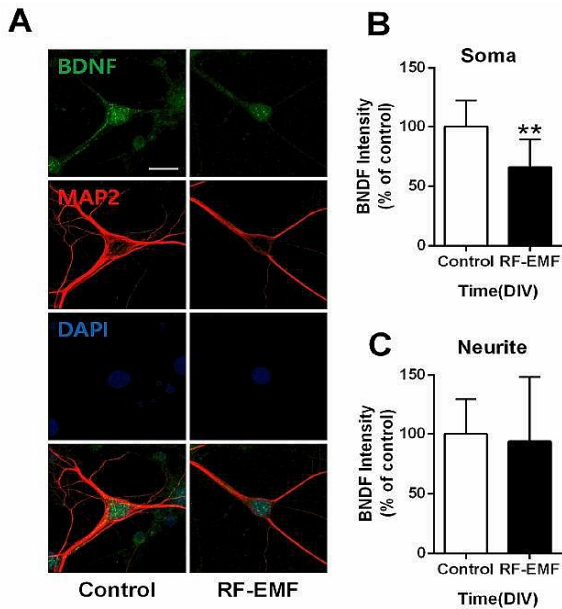 A
BDNF
MAP2
DAPI
Control RF-EMF
B
Soma
BNDF Intensity
(% of control)
150
100
50
0
**
Control RF-EMF
Time(DIV)
C
Neurite
BNDF Intensity
(% of control)
150
100
50
0
Control RF-EMF
Time(DIV)